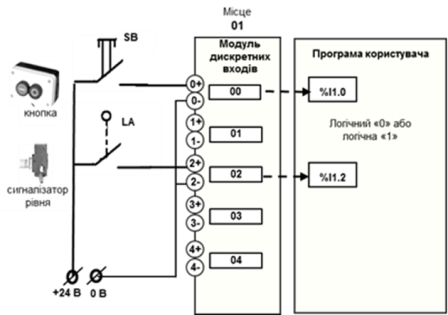 Місце
01
SB
Модуль
дискретних
входів
Програма користувача
кнопка
0+
0-
00
%I1.0
Логічний «0» або
логічна «1»
LA
1+
1-
01
сигналізатор
рівня
2+
2-
02
%I1.2
3+
3-
03
4+
4-
04
+24 В
0 В